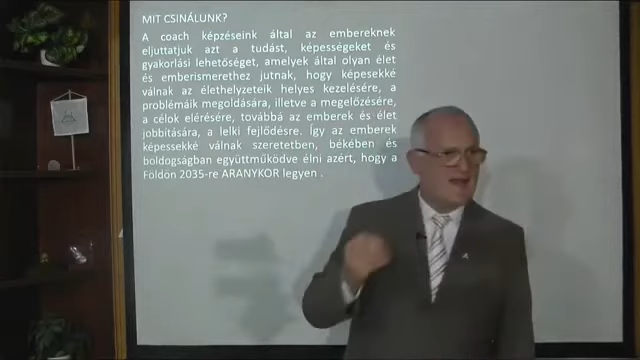 MIT CSINÁLUNK?
A coach képzéseink által az embereknek
eljuttatjuk azt a tudást, képességeket és
gyakorlási lehetőséget, amelyek által olyan élet
és emberismerethez jutnak, hogy képesekké
válnak az élethelyzeteik helyes kezelésére, a
problémáik megoldására, illetve a megelőzésére,
a célok elérésére, továbbá az emberek és élet
jobbítására, a lelki fejlődésre. Így az emberek
képessekké válnak szeretetben, békében és
boldogságban együttműködve élni azért, hogy a
Földön 2035-re ARANYKOR legyen .